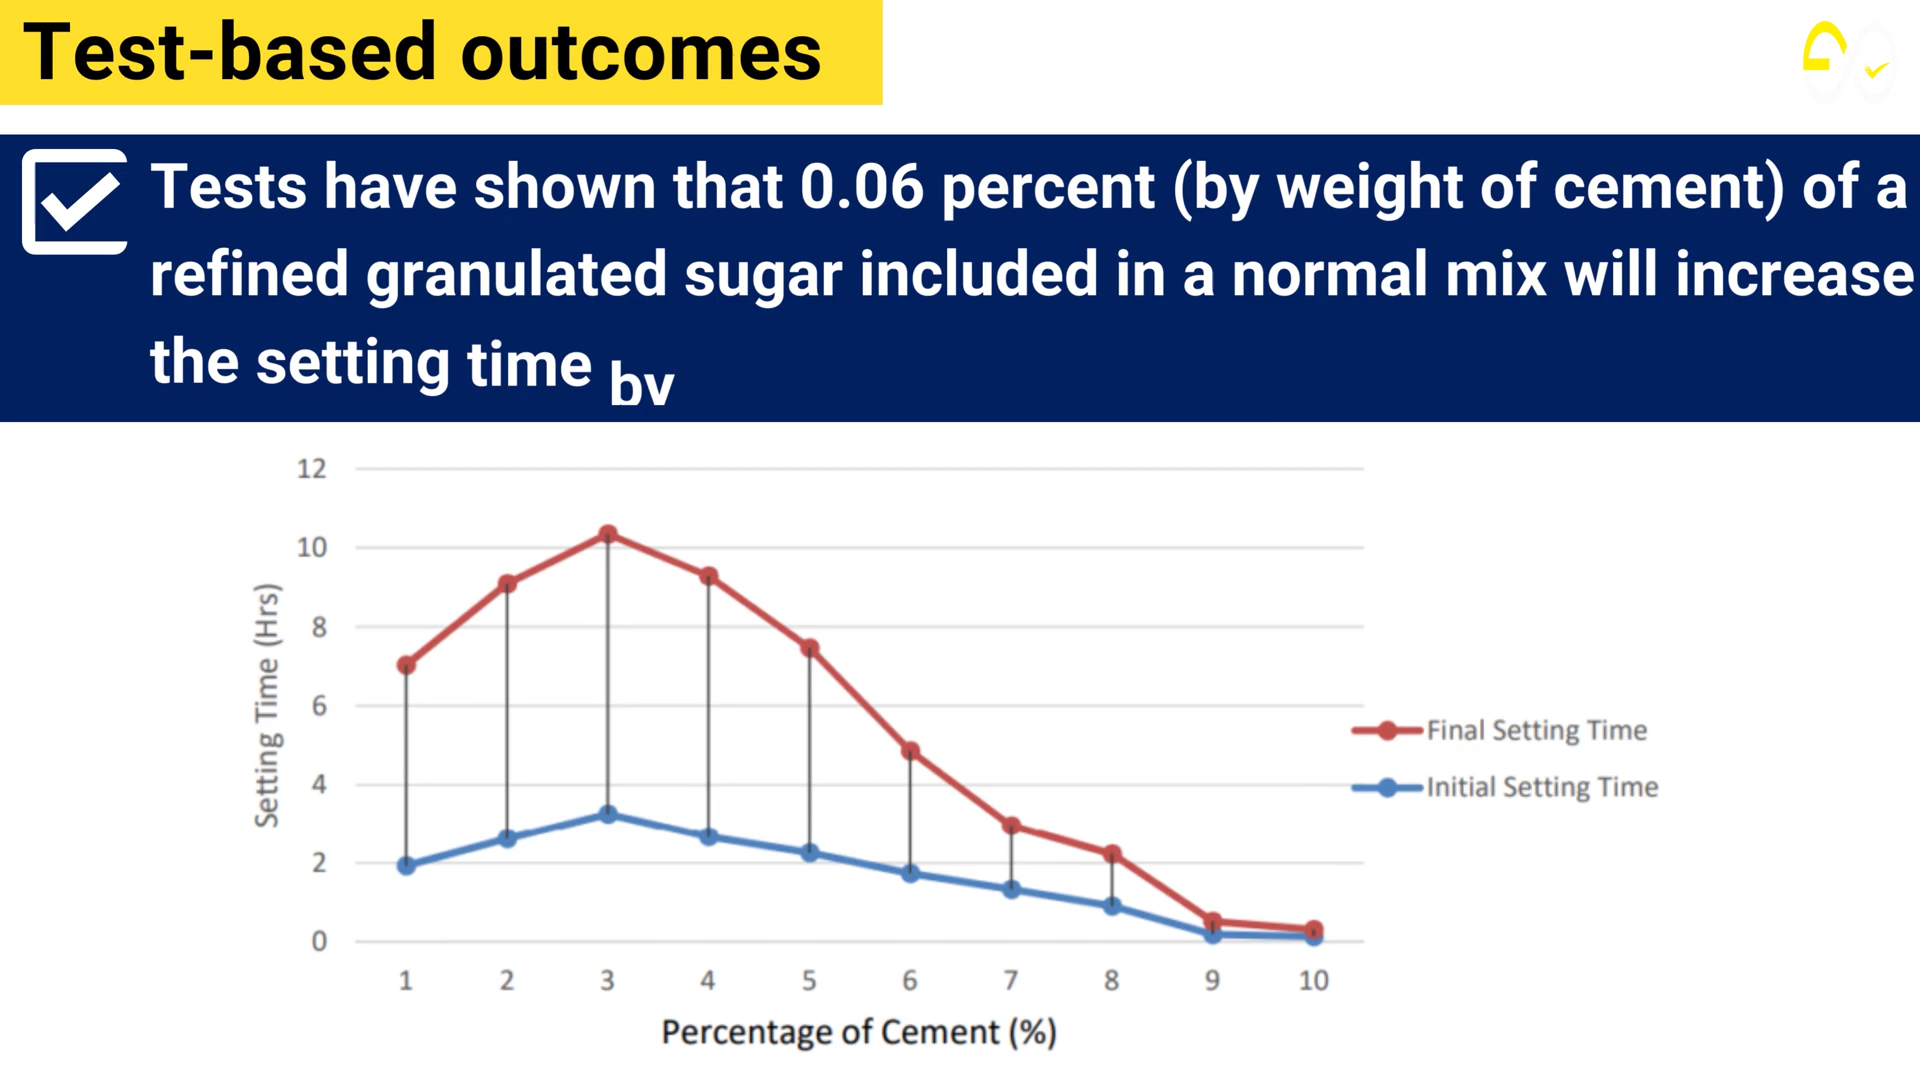 Test-based outcomes
Tests have shown that 0.06 percent (by weight of cement) of a
refined granulated sugar included in a normal mix will increase
the setting time by
12
10
8
6
4
2
0
Setting Time (Hrs)
Final Setting Time
Initial Setting Time
1 2 3 4 5 6 7 8 9 10
Percentage of Cement (%)